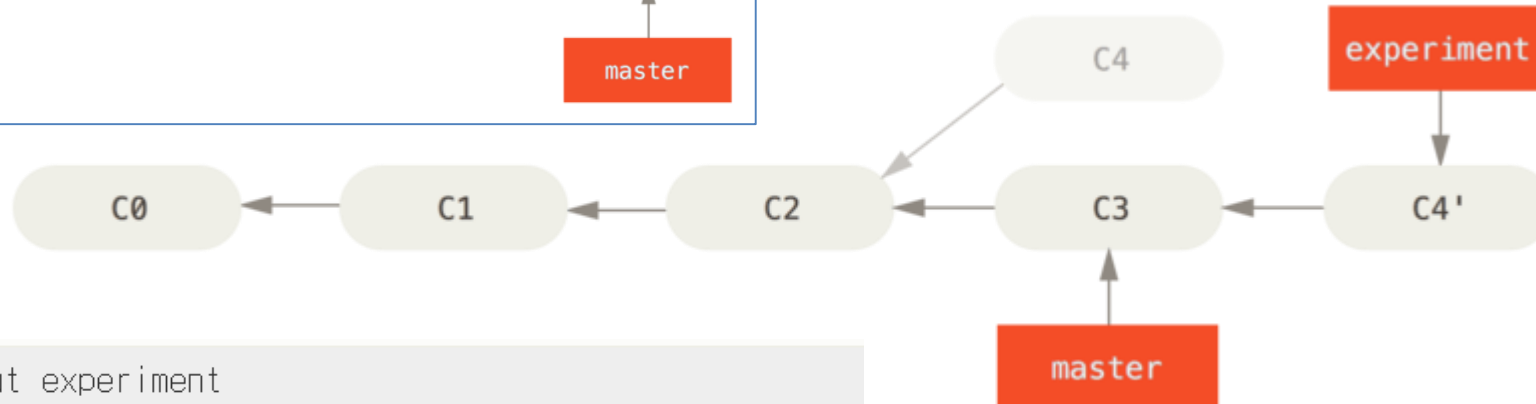 master
C4
experiment
C0
C1
C2
C3
C4'
experiment
master